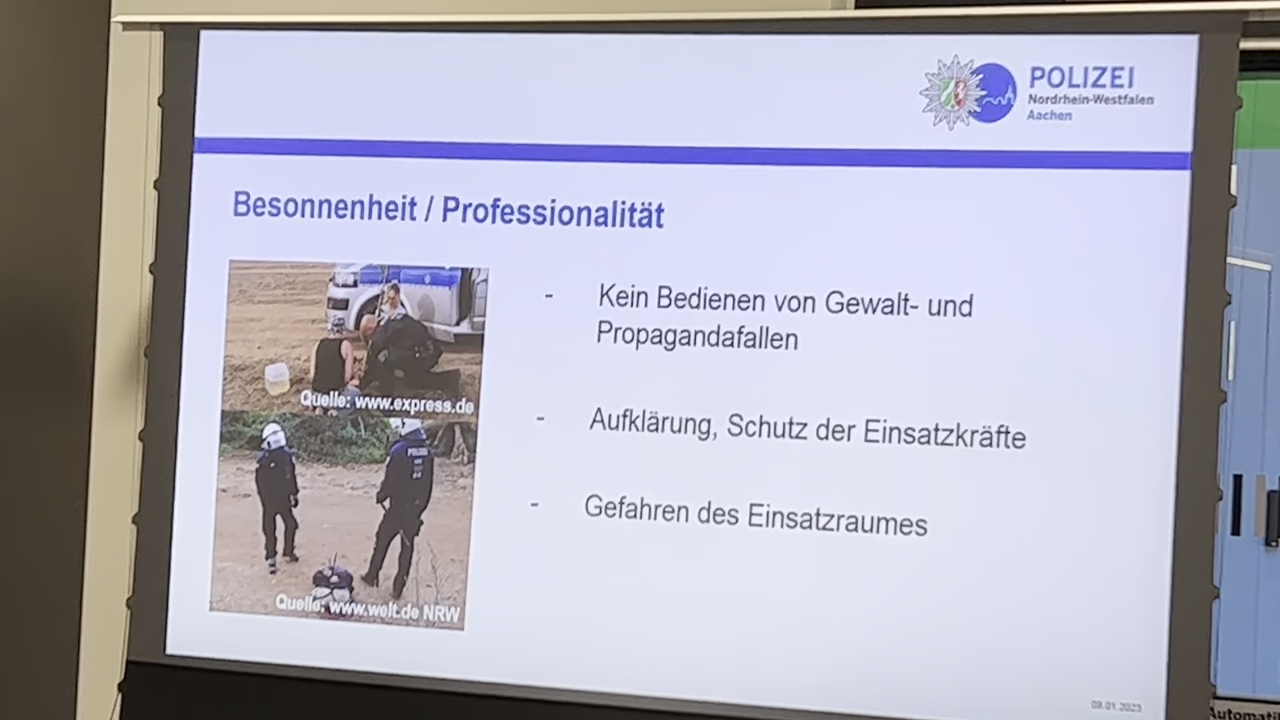 POLIZEI
Nordrhein-Westfalen
Aachen
Besonnenheit / Professionalität
- Kein Bedienen von Gewalt- und
Propagandafallen
- Aufklärung, Schutz der Einsatzkräfte
- Gefahren des Einsatzraumes
Quelle: www.express.de
POLIZEI
Quelle: www.welt.de NRW
09.01.2023